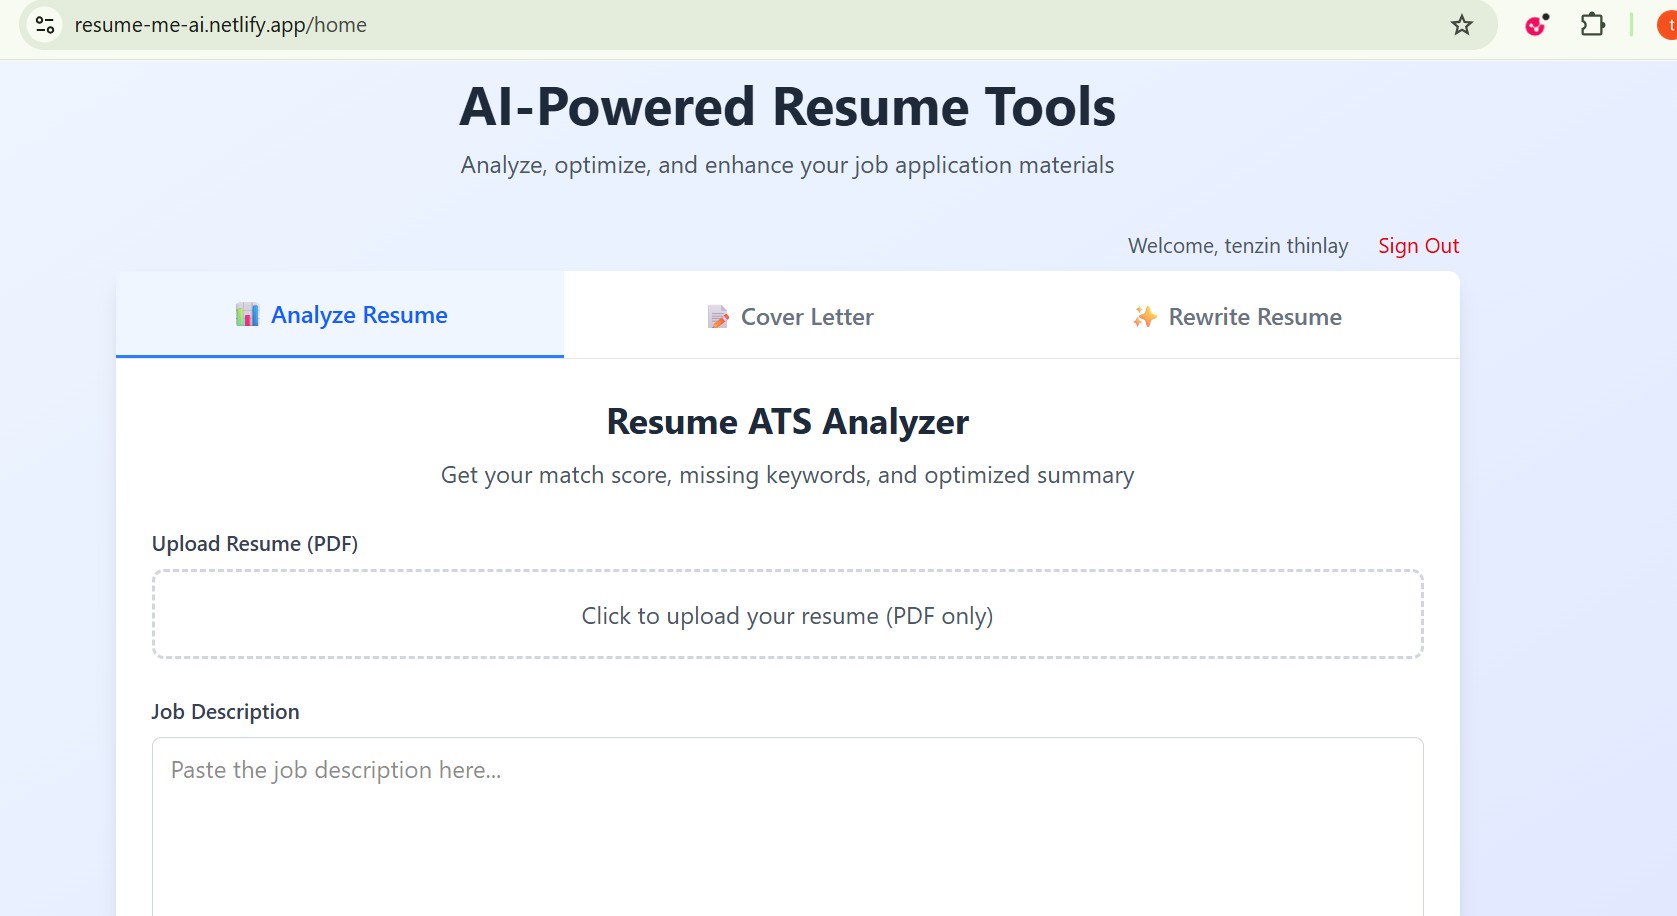 resume-me-ai.netlify.app/home
t
AI-Powered Resume Tools
Analyze, optimize, and enhance your job application materials
Welcome, tenzin thinlay Sign Out
Analyze Resume Cover Letter Rewrite Resume
Resume ATS Analyzer
Get your match score, missing keywords, and optimized summary
Upload Resume (PDF)
Click to upload your resume (PDF only)
Job Description
Paste the job description here...